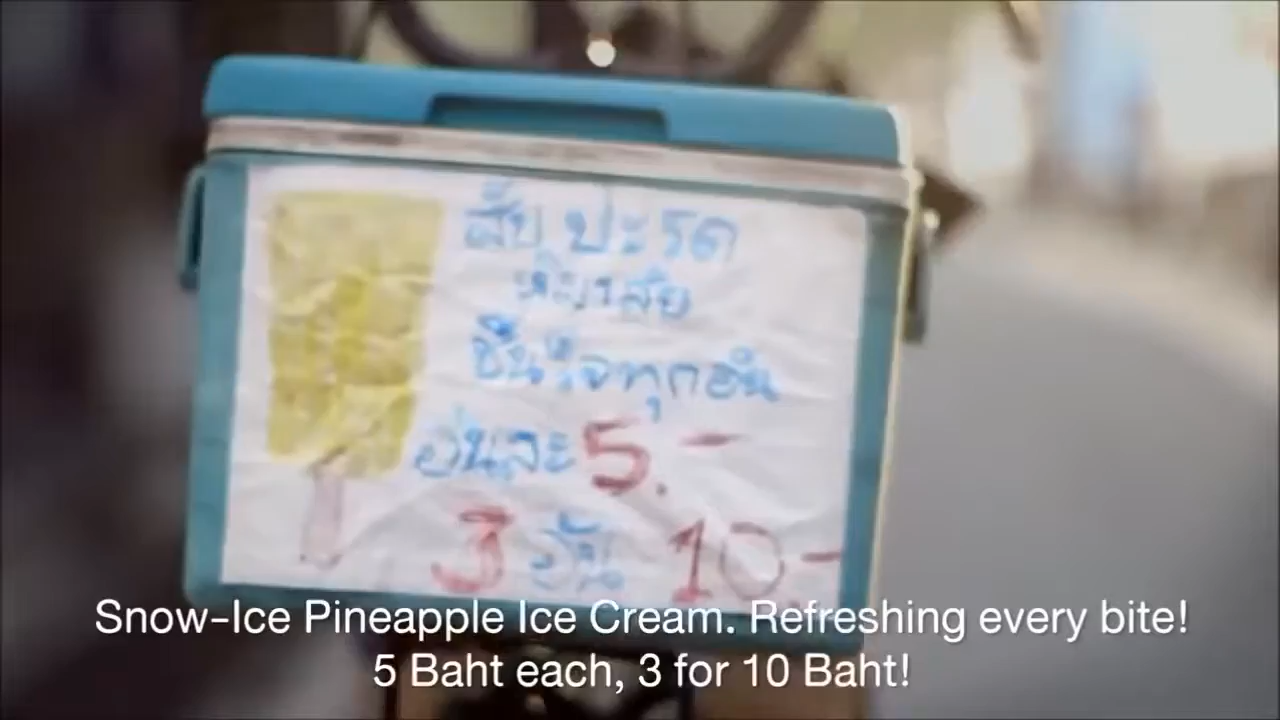 สับปะรด
หิมาลัย
ชื่นใจทุกอัน
อันละ 5.-
3 อัน 10.-
Snow-Ice Pineapple Ice Cream. Refreshing every bite!
5 Baht each, 3 for 10 Baht!